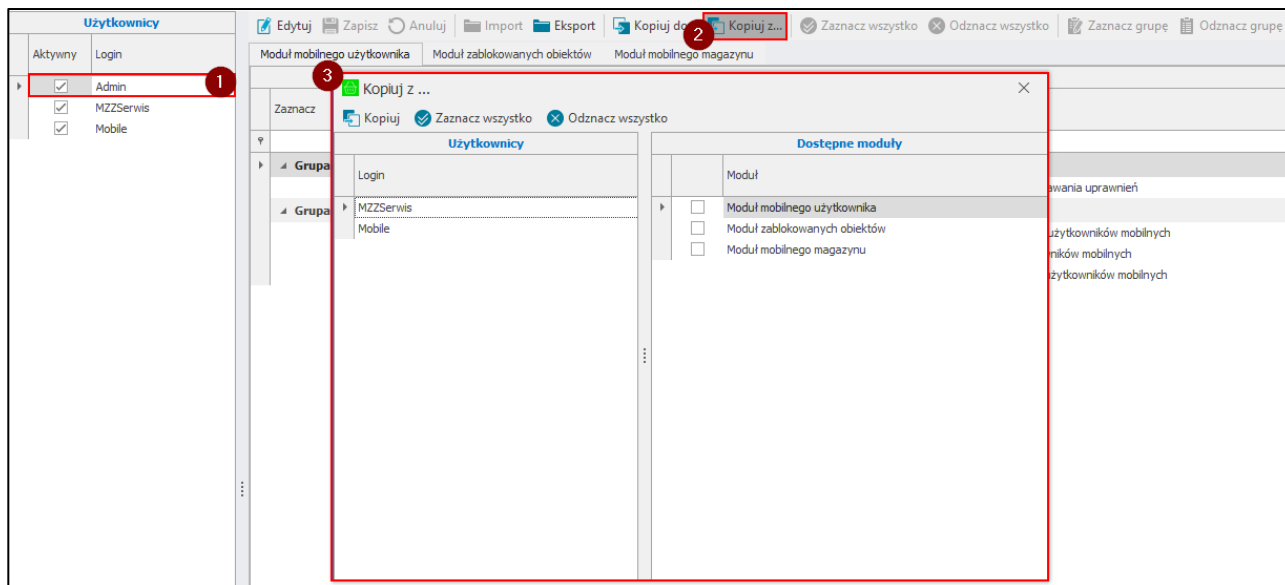 Użytkownicy
Aktywny Login
Admin 1
MZZSerwis
Mobile
Edytuj Zapisz Anuluj Import Eksport Kopiuj do 2 Kopiuj z... Zaznacz wszystko Odznacz wszystko Zaznacz grupę Odznacz grupę
Moduł mobilnego użytkownika Moduł zablokowanych obiektów Moduł mobilnego magazynu
3 Kopiuj z ...
Zaznacz
Kopiuj Zaznacz wszystko Odznacz wszystko
Użytkownicy Dostępne moduły
Login Moduł
Grupa
MZZSerwis Moduł mobilnego użytkownika
Grupa
Mobile Moduł zablokowanych obiektów
Moduł mobilnego magazynu
awania uprawnień
użytkowników mobilnych
ników mobilnych
użytkowników mobilnych